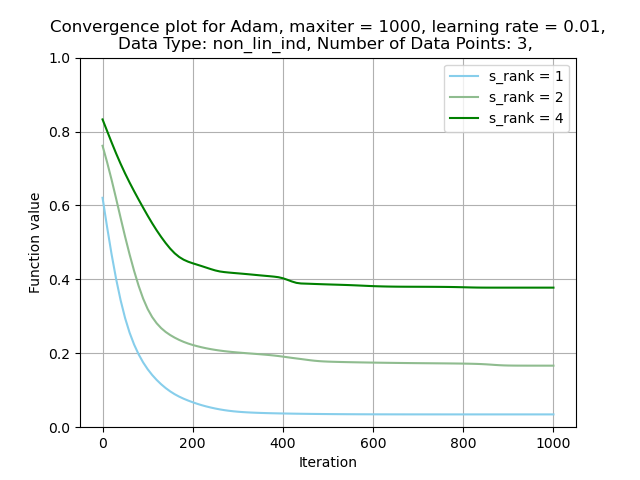 Convergence plot for Adam, maxiter = 1000, learning rate = 0.01,
Data Type: non_lin_ind, Number of Data Points: 3,
s_rank = 1
s_rank = 2
s_rank = 4
Function value
1.0
0.8
0.6
0.4
0.2
0.0
0 200 400 600 800 1000
Iteration